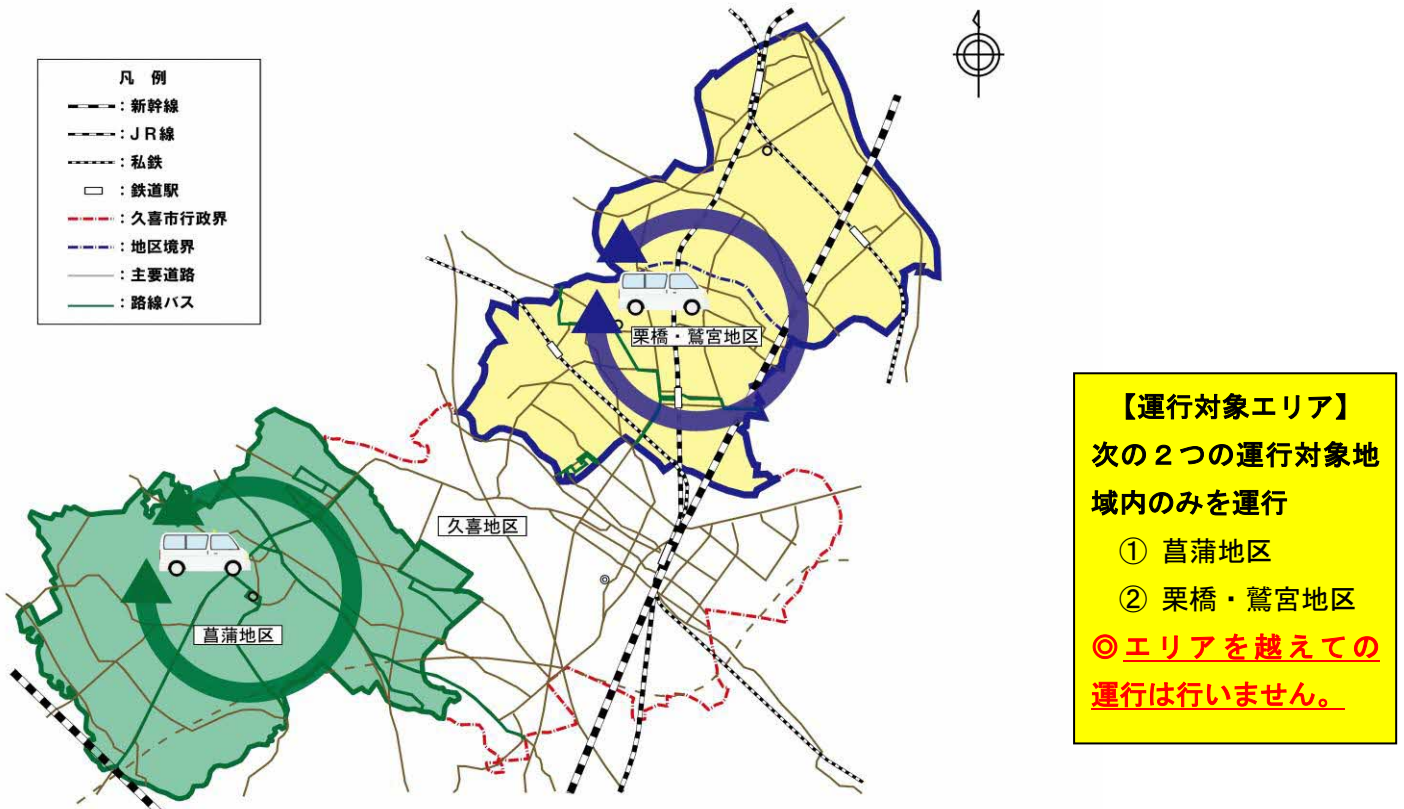 凡 例
：新幹線
：ＪＲ線
：私鉄
：鉄道駅
：久喜市行政界
：地区境界
：主要道路
：路線バス
栗橋・鷲宮地区
久喜地区
菖蒲地区
【運行対象エリア】
次の２つの運行対象地
域内のみを運行
① 菖蒲地区
② 栗橋・鷲宮地区
◎エリアを越えての
運行は行いません。